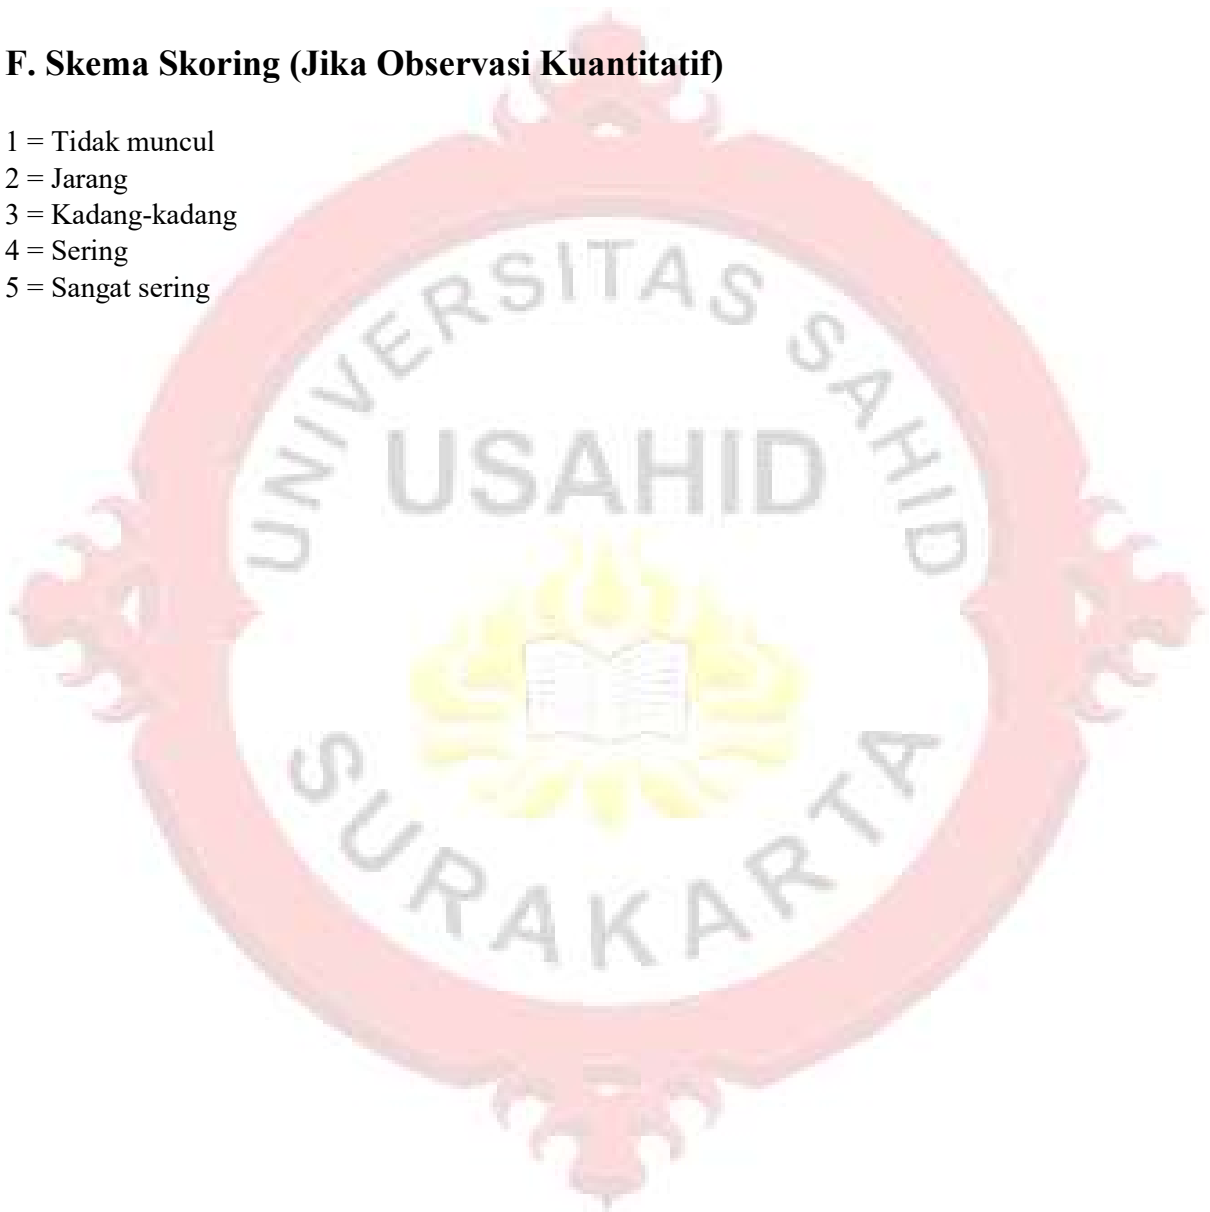 F. Skema Skoring (Jika Observasi Kuantitatif)
1 = Tidak muncul
2 = Jarang
3 = Kadang-kadang
4 = Sering
5 = Sangat sering
UNIVERSITAS SAHID
USAHID
SURAKARTA